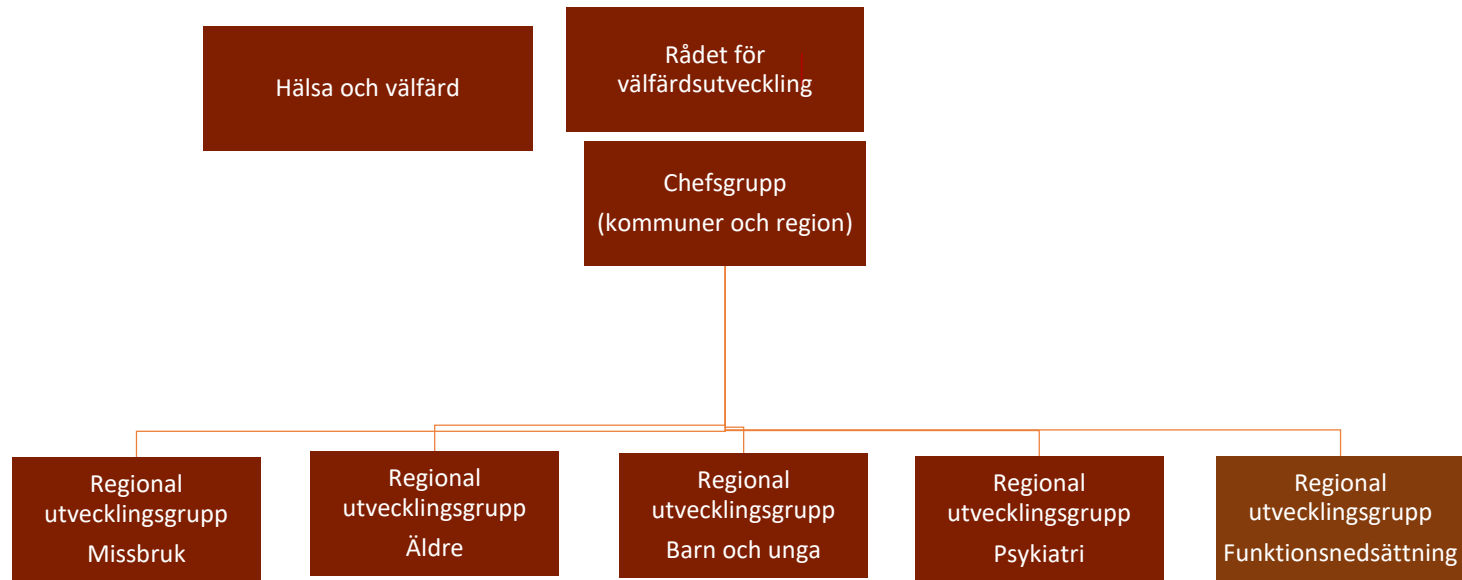 Hälsa och välfärd
Rådet för
välfärdsutveckling
Chefsgrupp
(kommuner och region)
Regional
utvecklingsgrupp
Missbruk
Regional
utvecklingsgrupp
Äldre
Regional
utvecklingsgrupp
Barn och unga
Regional
utvecklingsgrupp
Psykiatri
Regional
utvecklingsgrupp
Funktionsnedsättning